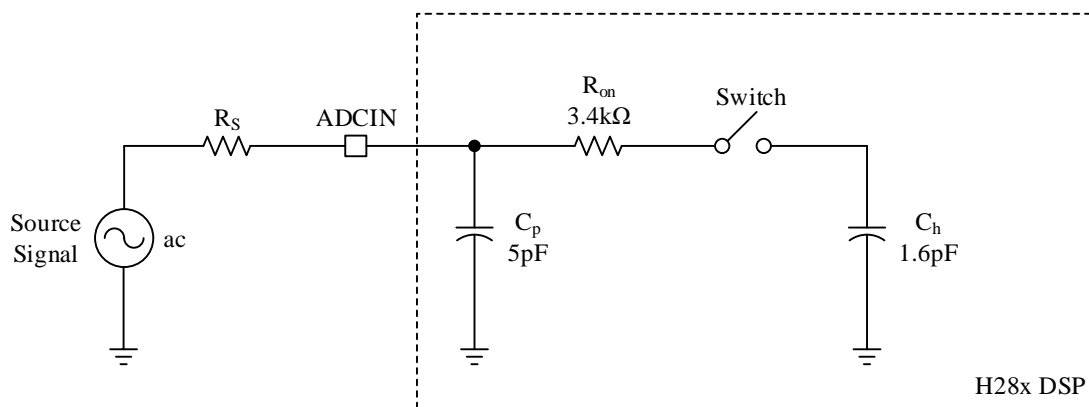 R_S
ADCIN
R_on
3.4kΩ
Switch
Source
Signal
ac
C_p
5pF
C_h
1.6pF
H28x DSP